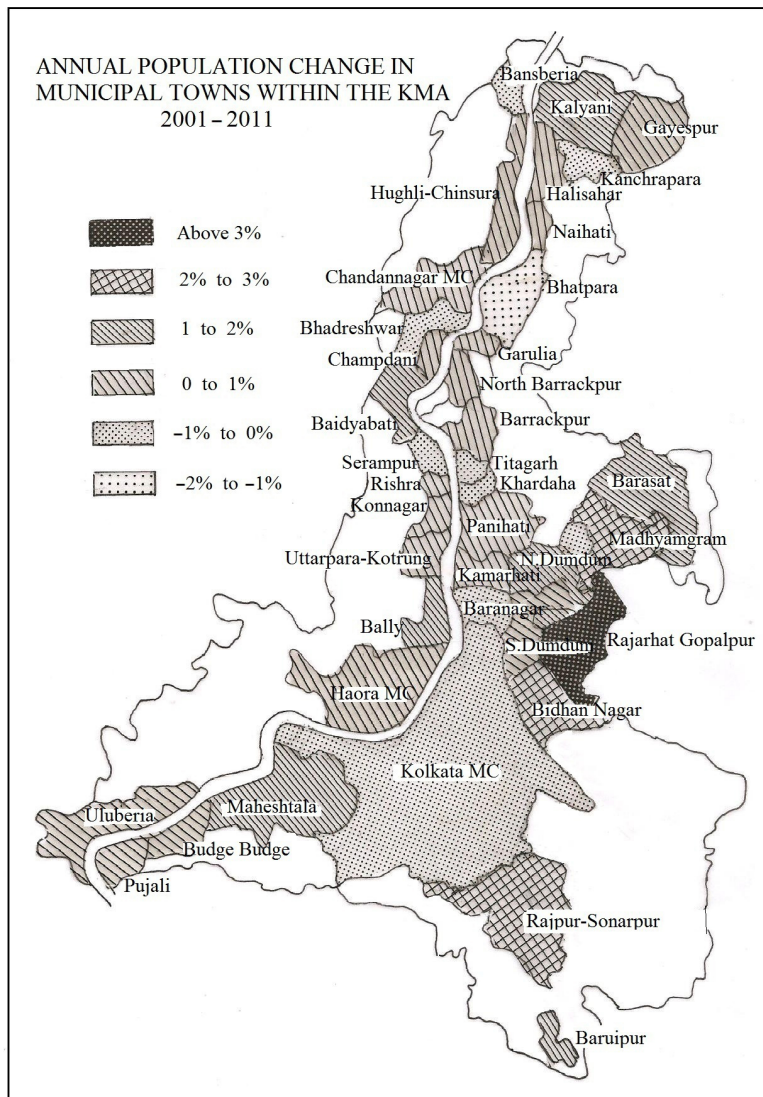 ANNUAL POPULATION CHANGE IN
MUNICIPAL TOWNS WITHIN THE KMA
2001–2011
Above 3%
2% to 3%
1 to 2%
0 to 1%
–1% to 0%
–2% to –1%
Bansberia
Kalyani
Gayespur
Kanchrapara
Hughli-Chinsura
Halisahar
Naihati
Chandannagar MC
Bhatpara
Bhadreshwar
Champdani
Garulia
North Barrackpur
Baidyabati
Barrackpur
Serampur
Titagarh
Rishra
Khardaha
Barasat
Konnagar
Panihati
Madhyamgram
Uttarpara-Kotrung
N.Dumdum
Kamarhati
Baranagar
Bally
S.Dumdum
Rajarhat Gopalpur
Haora MC
Bidhan Nagar
Kolkata MC
Maheshtala
Uluberia
Budge Budge
Pujali
Rajpur-Sonarpur
Baruipur